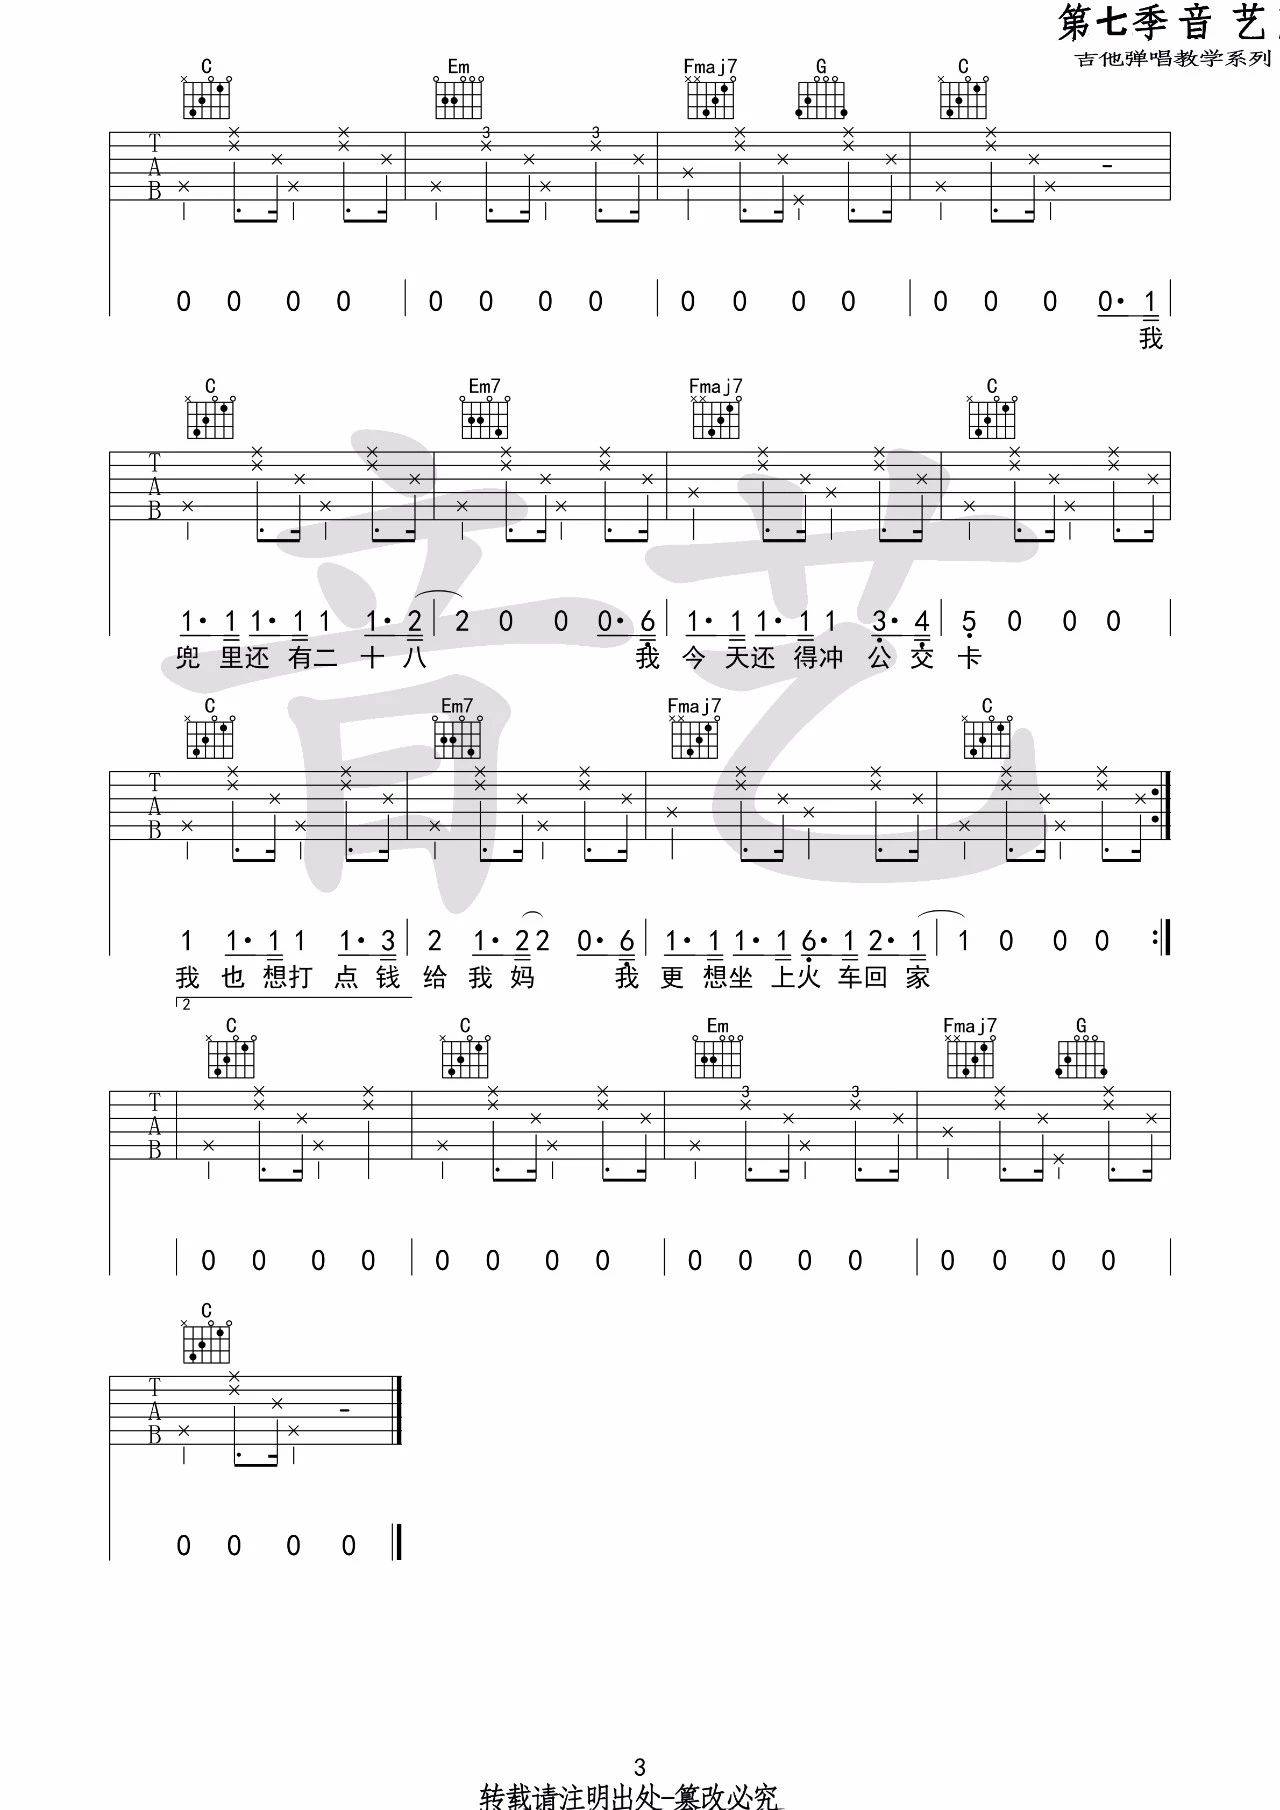 第七季音艺
吉他弹唱教学系列
C Em Fmaj7 G C
3 3
T
A
B
0 0 0 0 0 0 0 0 0 0 0 0 0 0 0 0· 1
我
C Em7 Fmaj7 C
T
A
B
1· 1 1· 1 1 1· 2 2 0 0 0· 6 1· 1 1· 1 1 3· 4 5 0 0 0
兜里还有二十八 我今天还得冲公交卡
C Em7 Fmaj7 C
T
A
B
1 1· 1 1 1· 3 2 1· 2 2 0· 6 1· 1 1· 1 6· 1 2· 1 1 0 0 0
我也想打点钱给我妈 我更想坐上火车回家
2
C C Em Fmaj7 G
3 3
T
A
B
0 0 0 0 0 0 0 0 0 0 0 0 0 0 0 0
C
T
A
B
0 0 0 0
音艺
3
转载请注明出处-篡改必究